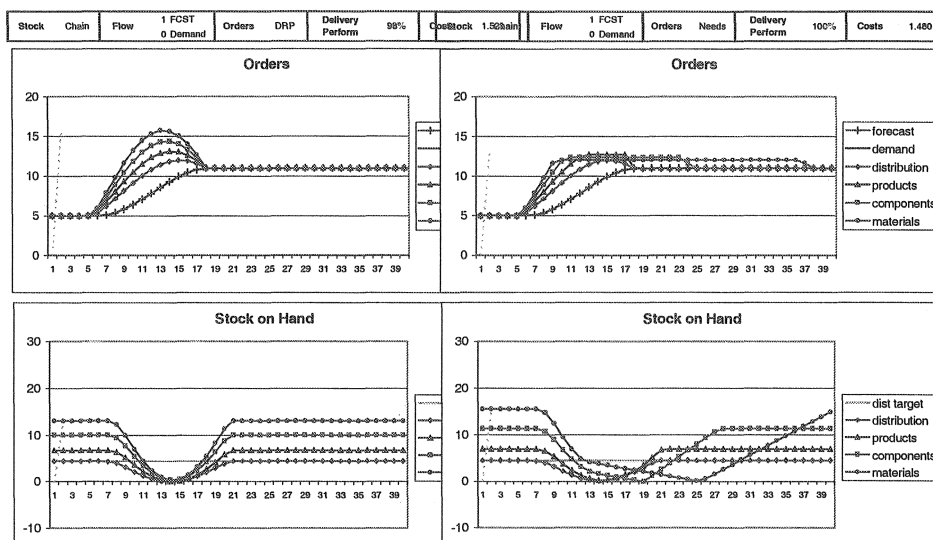 Stock Chain Flow 1 FCST Orders DRP Delivery 98% Stock Chain Flow 1 FCST Orders Needs Delivery 100% Costs 1.480
0 Demand Perform 0 Demand Perform
Orders Orders
20 20
15 15
10 10
5 5
0 0
1 3 5 7 9 11 13 15 17 19 21 23 25 27 29 31 33 35 37 39 1 3 5 7 9 11 13 15 17 19 21 23 25 27 29 31 33 35 37 39
forecast
demand
distribution
products
components
materials
Stock on Hand Stock on Hand
30 30
20 20
10 10
0 0
1 3 5 7 9 11 13 15 17 19 21 23 25 27 29 31 33 35 37 39 1 3 5 7 9 11 13 15 17 19 21 23 25 27 29 31 33 35 37 39
-10 -10
dist target
distribution
products
components
materials